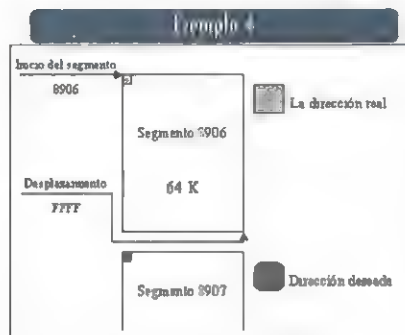 Ejemplo 4
Inicio del segmento
8906
Segmento 8906
La dirección real
64 K
Desplazamiento
FFFF
Segmento 8907
Dirección deseada